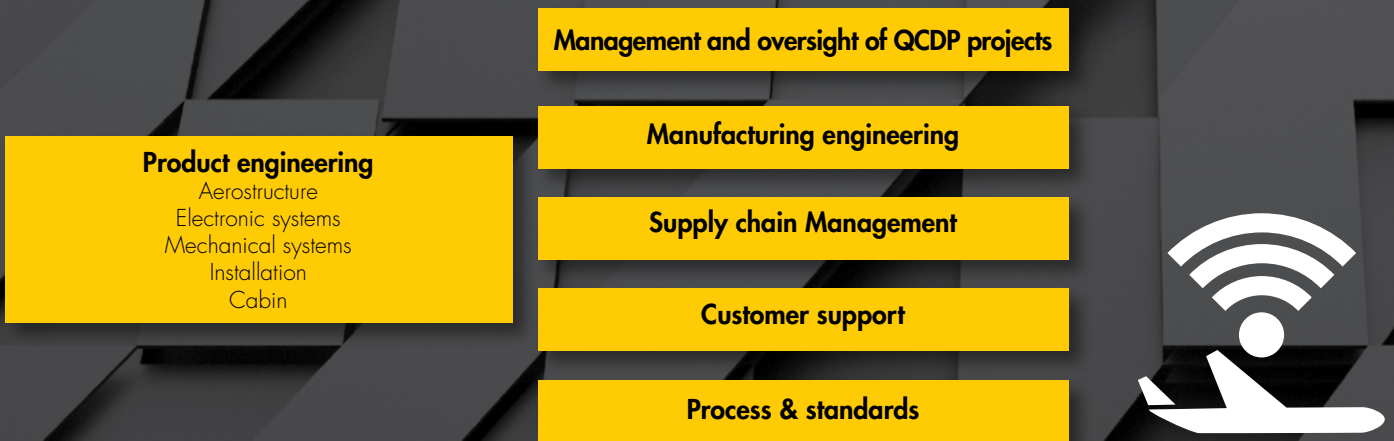 Product engineering
Aerostructure
Electronic systems
Mechanical systems
Installation
Cabin
Management and oversight of QCDP projects
Manufacturing engineering
Supply chain Management
Customer support
Process & standards